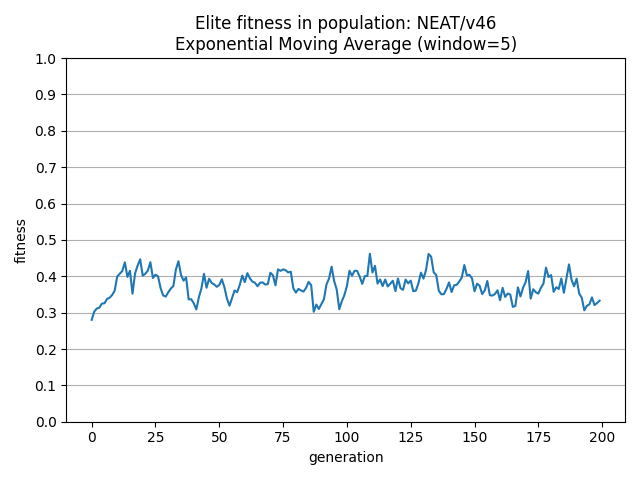 Elite fitness in population: NEAT/v46
Exponential Moving Average (window=5)
1.0
0.9
0.8
0.7
0.6
0.5
0.4
0.3
0.2
0.1
0.0
fitness
0 25 50 75 100 125 150 175 200
generation